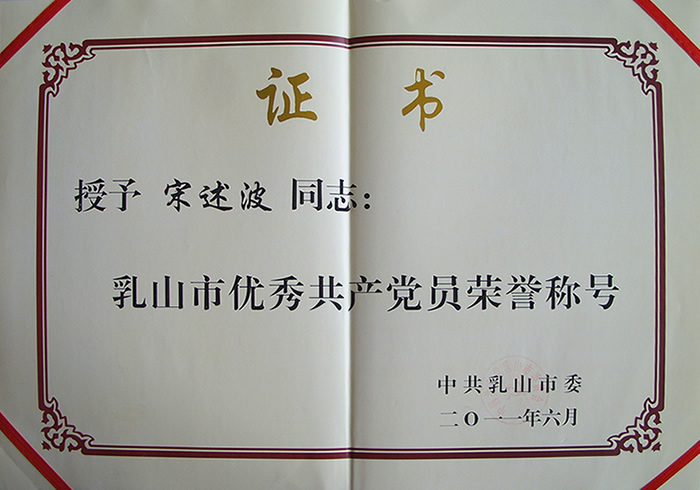 证 书
授予 宋述波 同志：
乳山市优秀共产党员荣誉称号
中共乳山市委
二〇一一年六月